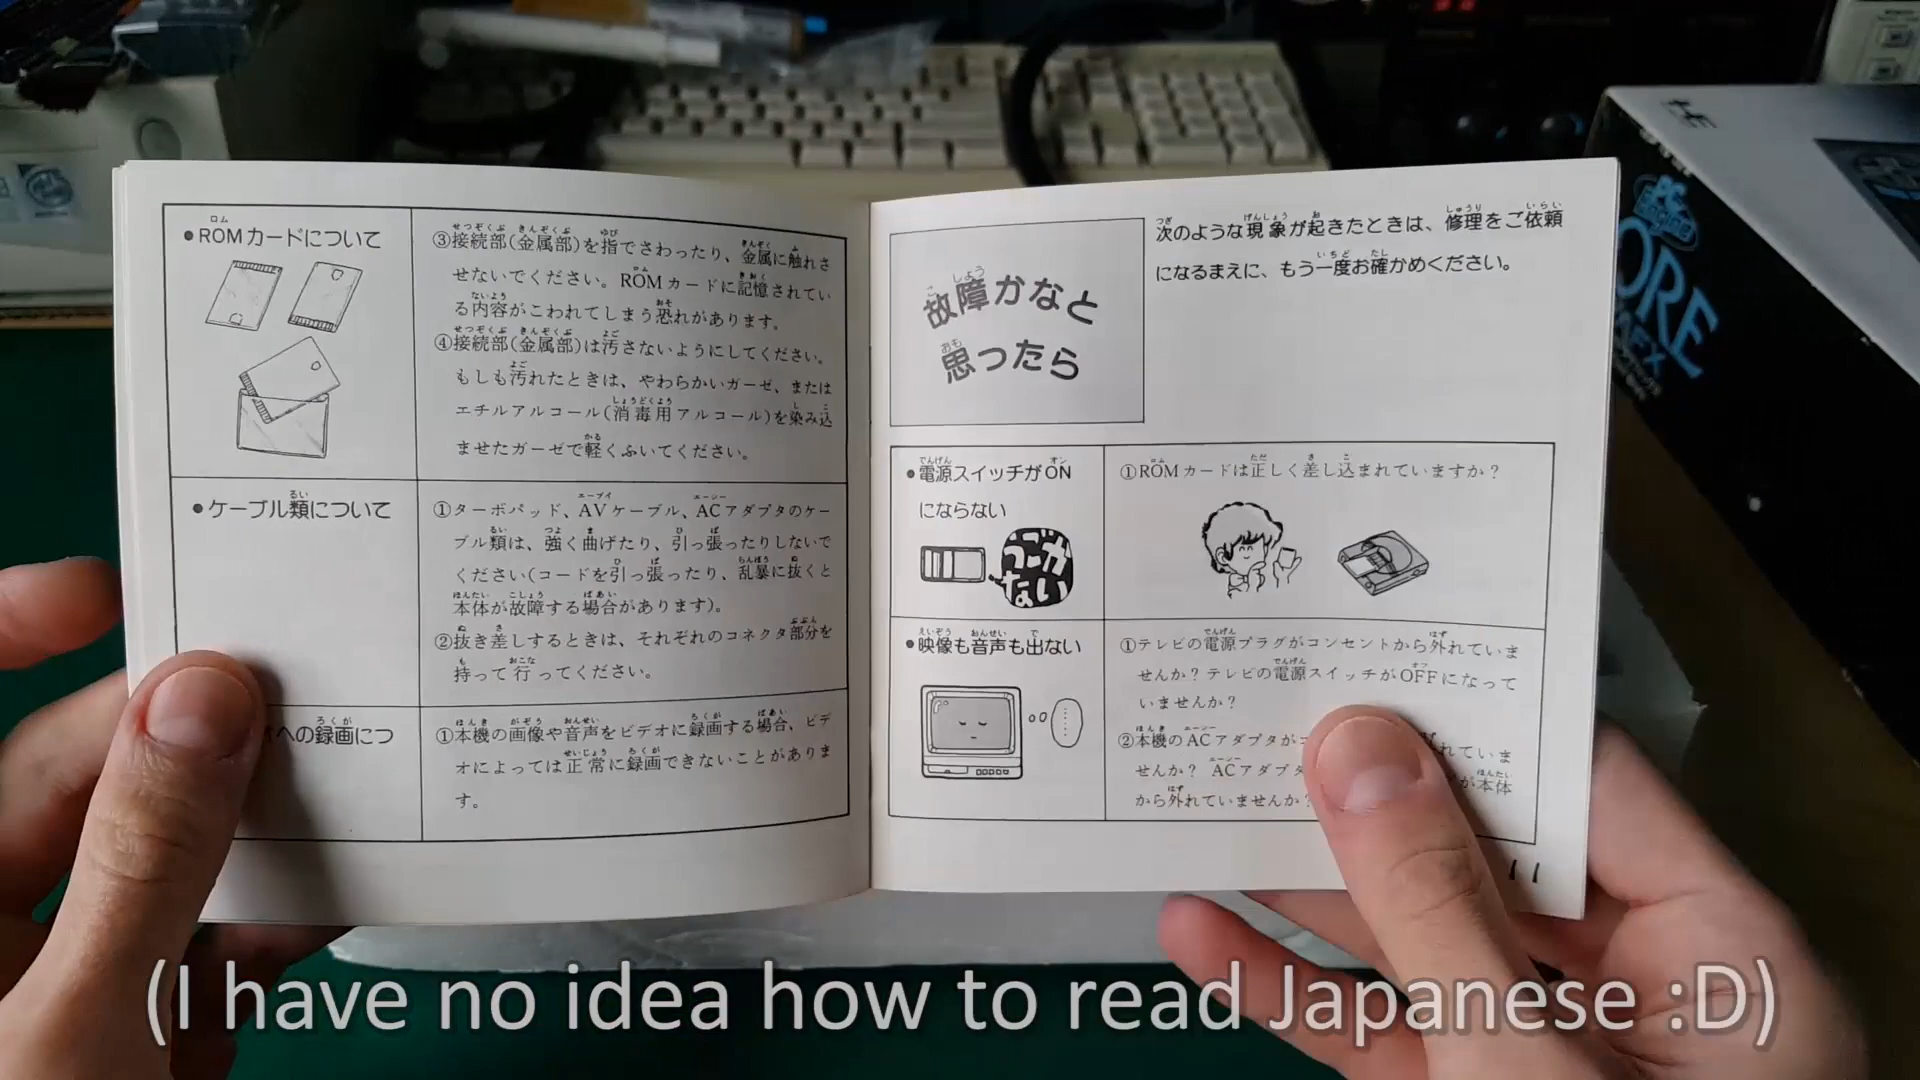 ●ROMカードについて
③接続部(金属部)を指でさわったり、金属に触れさ
せないでください。ROMカードに記憶されてい
る内容がこわれてしまう恐れがあります。
④接続部(金属部)は汚さないようにしてください。
もしも汚れたときは、やわらかいガーゼ、または
エチルアルコール(消毒用アルコール)を染み込
ませたガーゼで軽くふいてください。
●ケーブル類について
①ターボパッド、AVケーブル、ACアダプタのケー
ブル類は、強く曲げたり、引っ張ったりしないで
ください(コードを引っ張ったり、乱暴に抜くと
本体が故障する場合があります)。
②抜き差しするときは、それぞれのコネクタ部分を
持って行ってください。
への録画につ
①本機の画像や音声をビデオに録画する場合、ビデ
オによっては正常に録画できないことがありま
す。
故障かなと
思ったら
次のような現象が起きたときは、修理をご依頼
になるまえに、もう一度お確かめください。
●電源スイッチがON
にならない
つかない
①ROMカードは正しく差し込まれていますか？
●映像も音声も出ない
①テレビの電源プラグがコンセントから外れていま
せんか？テレビの電源スイッチがOFFになって
いませんか？
②本機のACアダプタが
れていま
せんか？ ACアダプタ
が本体
から外れていませんか？
11
PC Engine
CORE
(I have no idea how to read Japanese :D)